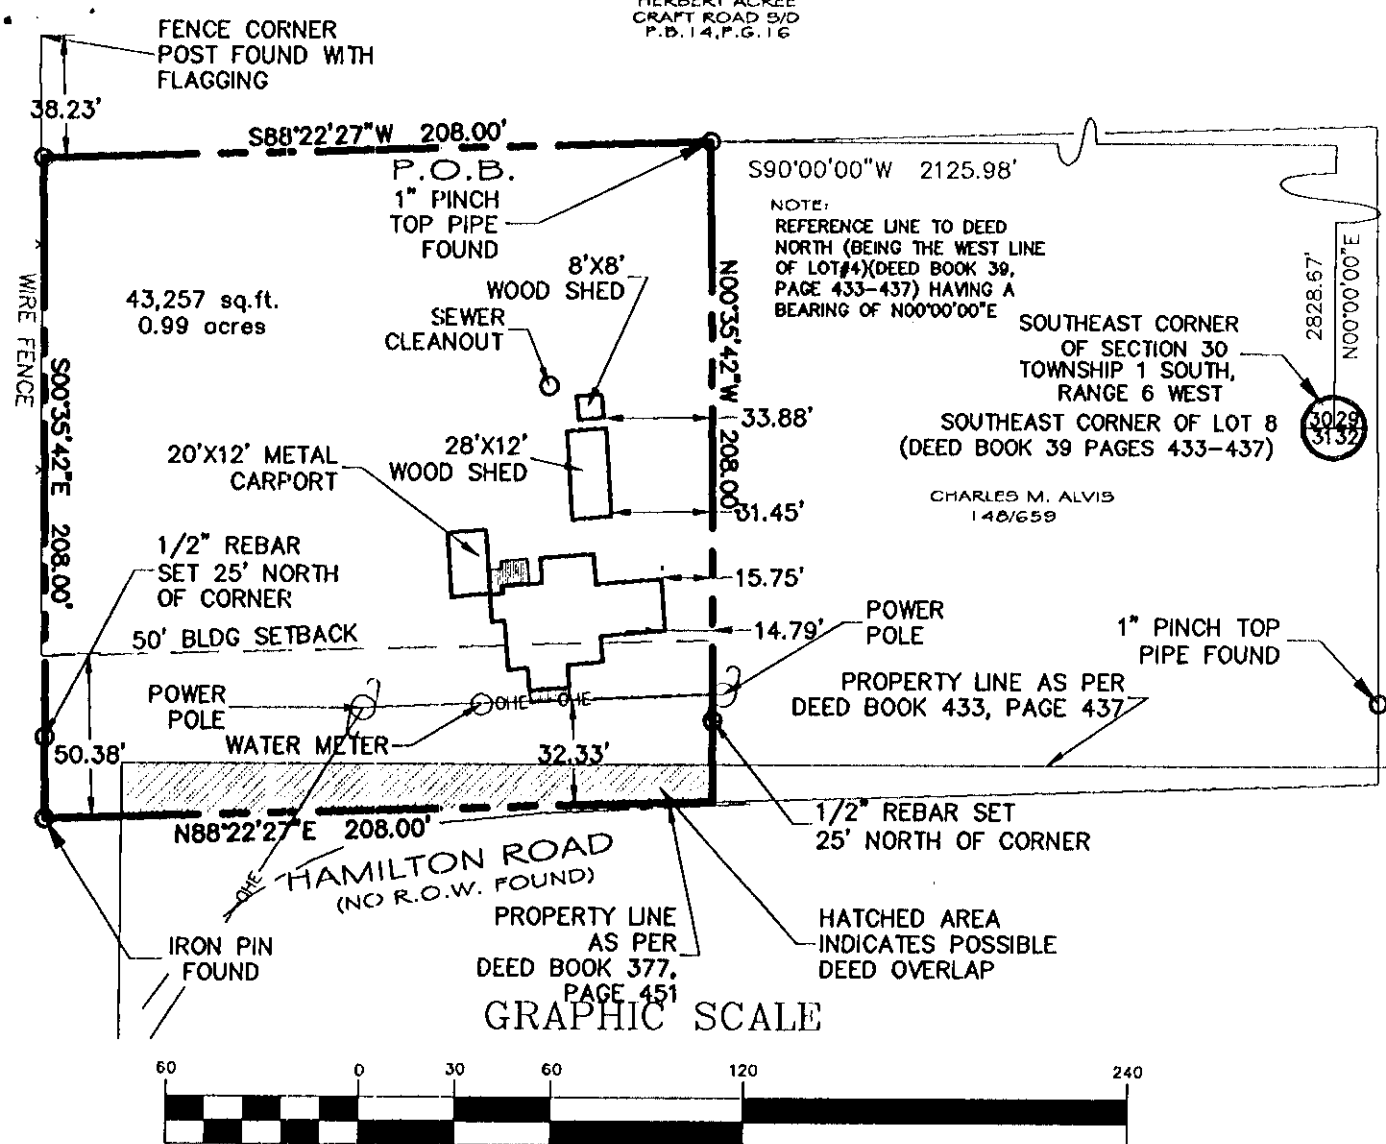 HERBERT ACREE
CRAFT ROAD S/D
P.B.14,P.G.16
FENCE CORNER
POST FOUND WITH
FLAGGING
38.23'
S88°22'27"W 208.00'
P.O.B.
1" PINCH
TOP PIPE
FOUND
S90°00'00"W 2125.98'
NOTE:
REFERENCE LINE TO DEED
NORTH (BEING THE WEST LINE
OF LOT#4)(DEED BOOK 39,
PAGE 433-437) HAVING A
BEARING OF N00°00'00"E
2828.67'
N00°00'00"E
WIRE FENCE
43,257 sq.ft.
0.99 acres
8'X8'
WOOD SHED
SEWER
CLEANOUT
N00°35'42"W 208.00'
SOUTHEAST CORNER
OF SECTION 30
TOWNSHIP 1 SOUTH,
RANGE 6 WEST
SOUTHEAST CORNER OF LOT 8
(DEED BOOK 39 PAGES 433-437)
30 29
31 32
S00°35'42"E 208.00'
33.88'
20'X12' METAL
CARPORT
28'X12'
WOOD SHED
CHARLES M. ALVIS
148/659
31.45'
1/2" REBAR
SET 25' NORTH
OF CORNER
15.75'
POWER
POLE
14.79'
50' BLDG SETBACK
1" PINCH TOP
PIPE FOUND
POWER
POLE
OHE
OHE
PROPERTY LINE AS PER
DEED BOOK 433, PAGE 437
WATER METER
50.38'
32.33'
N88°22'27"E 208.00'
1/2" REBAR SET
25' NORTH OF CORNER
HAMILTON ROAD
(NO R.O.W. FOUND)
OHE
IRON PIN
FOUND
PROPERTY LINE
AS PER
DEED BOOK 377,
PAGE 451
HATCHED AREA
INDICATES POSSIBLE
DEED OVERLAP
GRAPHIC SCALE
60 0 30 60 120 240